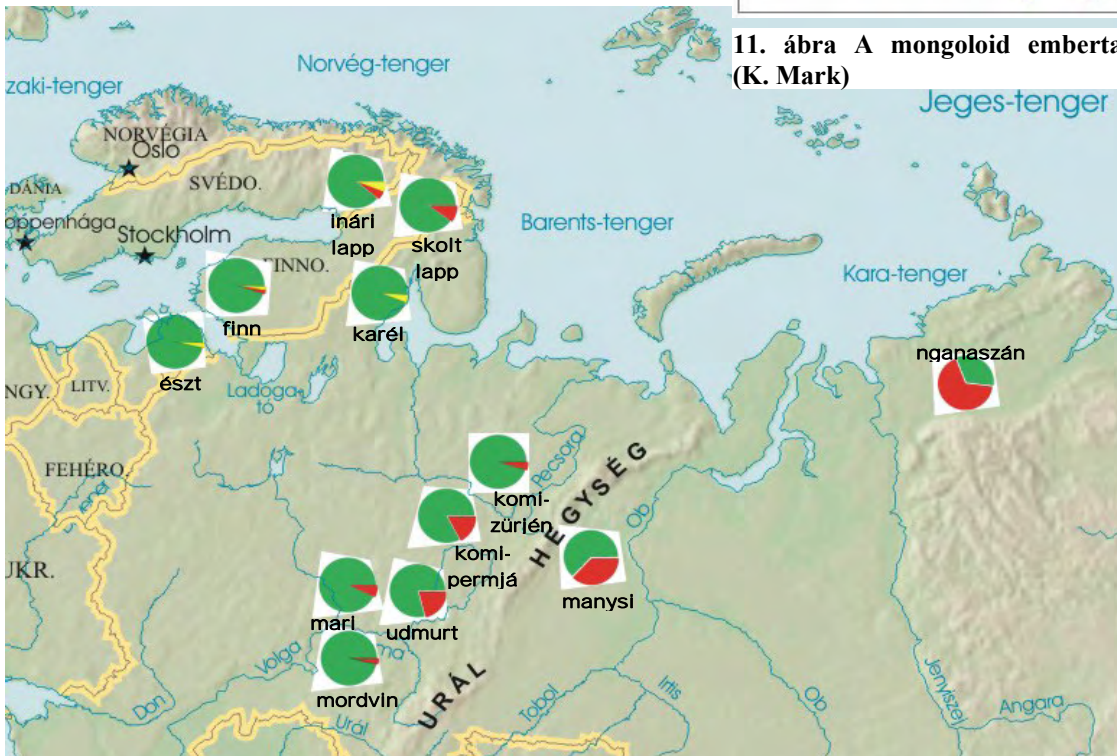 11. ábra A mongoloid emberta
(K. Mark)
Norvég-tenger
zaki-tenger
Jeges-tenger
NORVÉGIA
Oslo
SVÉDO.
DÁNIA
oppenhága
Stockholm
inári
lapp
skolt
lapp
Barents-tenger
Kara-tenger
FINNO.
finn
karél
észt
nganaszán
NGY.
LITV.
Ladoga-
tó
FEHÉRO.
Pecsora
komi-
zürjén
komi-
permjá
HEGYSÉG
Ob
JKR.
manysi
mari
udmurt
Volga
ma
mordvin
URÁL
Don
Urál
Tobol
Irtis
Ob
Jenyiszej
Angara